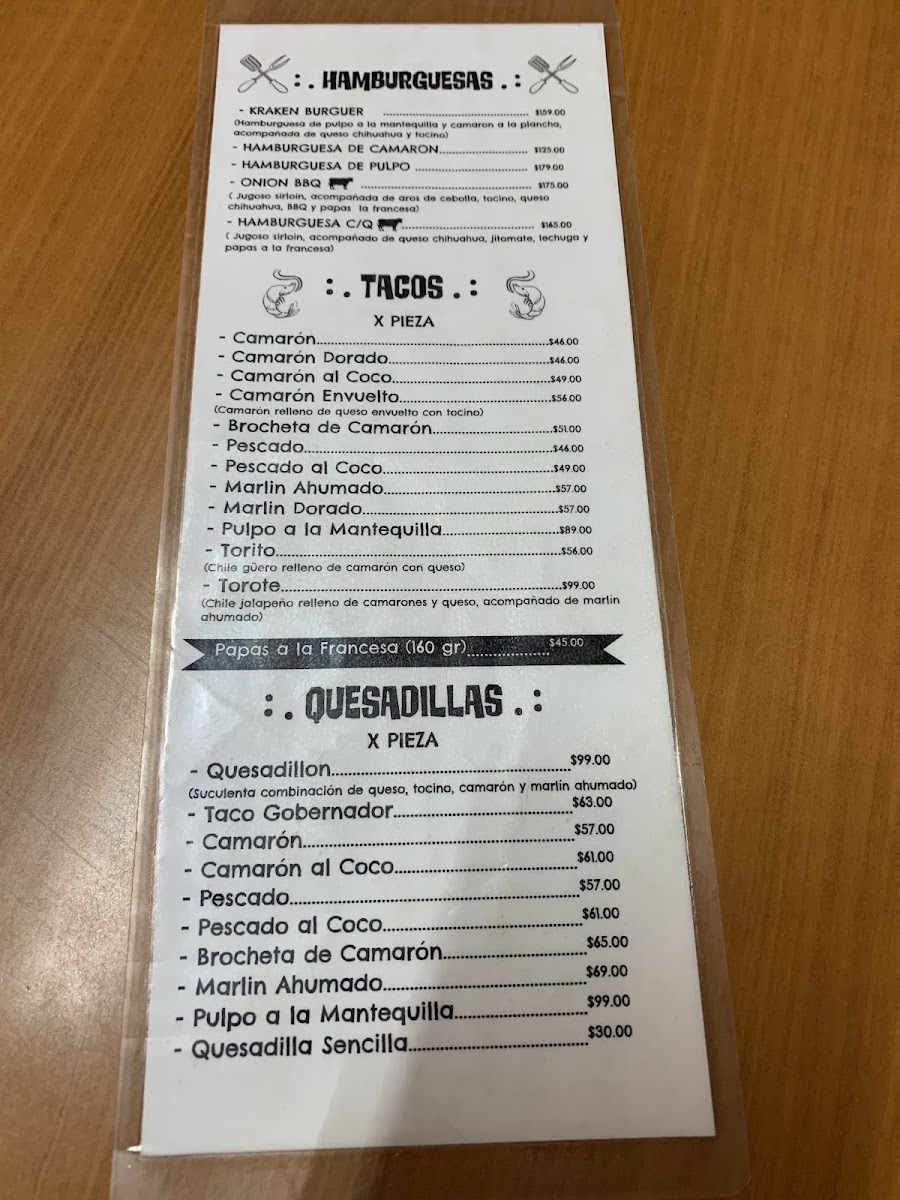 :. HAMBURGUESAS .:
- KRAKEN BURGUER ........................................ $159.00
(Hamburguesa de pulpo a la mantequilla y camaron a la plancha,
acompañada de queso chihuahua y tocino)
- HAMBURGUESA DE CAMARON........................ $125.00
- HAMBURGUESA DE PULPO ............................... $179.00
- ONION BBQ ................................................ $175.00
( Jugoso sirloin, acompañada de aros de cebolla, tocino, queso
chihuahua, BBQ y papas la francesa)
- HAMBURGUESA C/Q ..................................... $165.00
( Jugoso sirloin, acompañado de queso chihuahua, jitomate, lechuga y
papas a la francesa)
:. TACOS .:
X PIEZA
- Camarón............................................................$46.00
- Camarón Dorado.........................................$46.00
- Camarón al Coco........................................$49.00
- Camarón Envuelto.......................................$56.00
(Camarón relleno de queso envuelto con tocino)
- Brocheta de Camarón...............................$51.00
- Pescado...............................................................$46.00
- Pescado al Coco...........................................$49.00
- Marlin Ahumado...........................................$57.00
- Marlin Dorado................................................$57.00
- Pulpo a la Mantequilla.............................$89.00
- Torito......................................................................$56.00
(Chile güero relleno de camarón con queso)
- Torote......................................................................$99.00
(Chile jalapeño relleno de camarones y queso, acompañado de marlin
ahumado)
Papas a la Francesa (160 gr)..................$45.00
:. QUESADILLAS .:
X PIEZA
- Quesadillon..................................................$99.00
(Suculenta combinación de queso, tocino, camarón y marlin ahumado)
- Taco Gobernador.....................................$63.00
- Camarón........................................................$57.00
- Camarón al Coco.....................................$61.00
- Pescado...........................................................$57.00
- Pescado al Coco........................................$61.00
- Brocheta de Camarón.............................$65.00
- Marlin Ahumado........................................$69.00
- Pulpo a la Mantequilla...........................$99.00
- Quesadilla Sencilla....................................$30.00